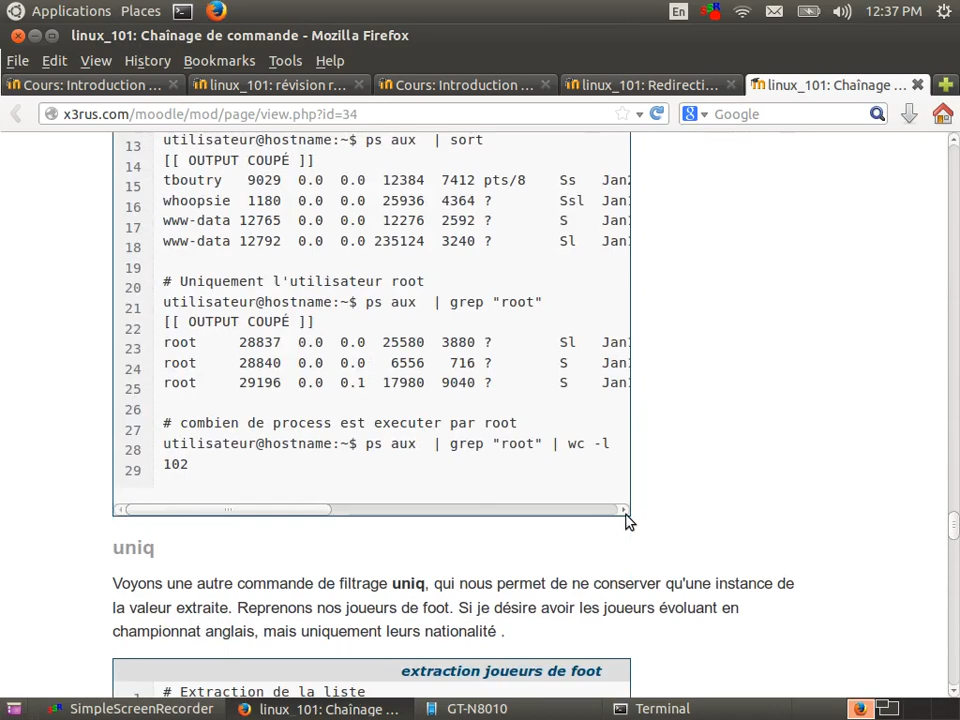 Applications Places En 12:37 PM
linux_101: Chaînage de commande - Mozilla Firefox
File Edit View History Bookmarks Tools Help
Cours: Introduction ... linux_101: révision r... Cours: Introduction ... linux_101: Redirecti... linux_101: Chaînage ...
x3rus.com/moodle/mod/page/view.php?id=34 Google
13 utilisateur@hostname:~$ ps aux | sort
14 [[ OUTPUT COUPÉ ]]
15 tboutry 9029 0.0 0.0 12384 7412 pts/8 Ss Jan2
16 whoopsie 1180 0.0 0.0 25936 4364 ? Ssl Jan1
17 www-data 12765 0.0 0.0 12276 2592 ? S Jan1
18 www-data 12792 0.0 0.0 235124 3240 ? Sl Jan1
19
20 # Uniquement l'utilisateur root
21 utilisateur@hostname:~$ ps aux | grep "root"
22 [[ OUTPUT COUPÉ ]]
23 root 28837 0.0 0.0 25580 3880 ? Sl Jan1
24 root 28840 0.0 0.0 6556 716 ? S Jan1
25 root 29196 0.0 0.1 17980 9040 ? S Jan1
26
27 # combien de process est executer par root
28 utilisateur@hostname:~$ ps aux | grep "root" | wc -l
29 102
uniq
Voyons une autre commande de filtrage uniq, qui nous permet de ne conserver qu'une instance de
la valeur extraite. Reprenons nos joueurs de foot. Si je désire avoir les joueurs évoluant en
championnat anglais, mais uniquement leurs nationalité .
extraction joueurs de foot
1 # Extraction de la liste
SimpleScreenRecorder linux_101: Chaînage ... GT-N8010 Terminal